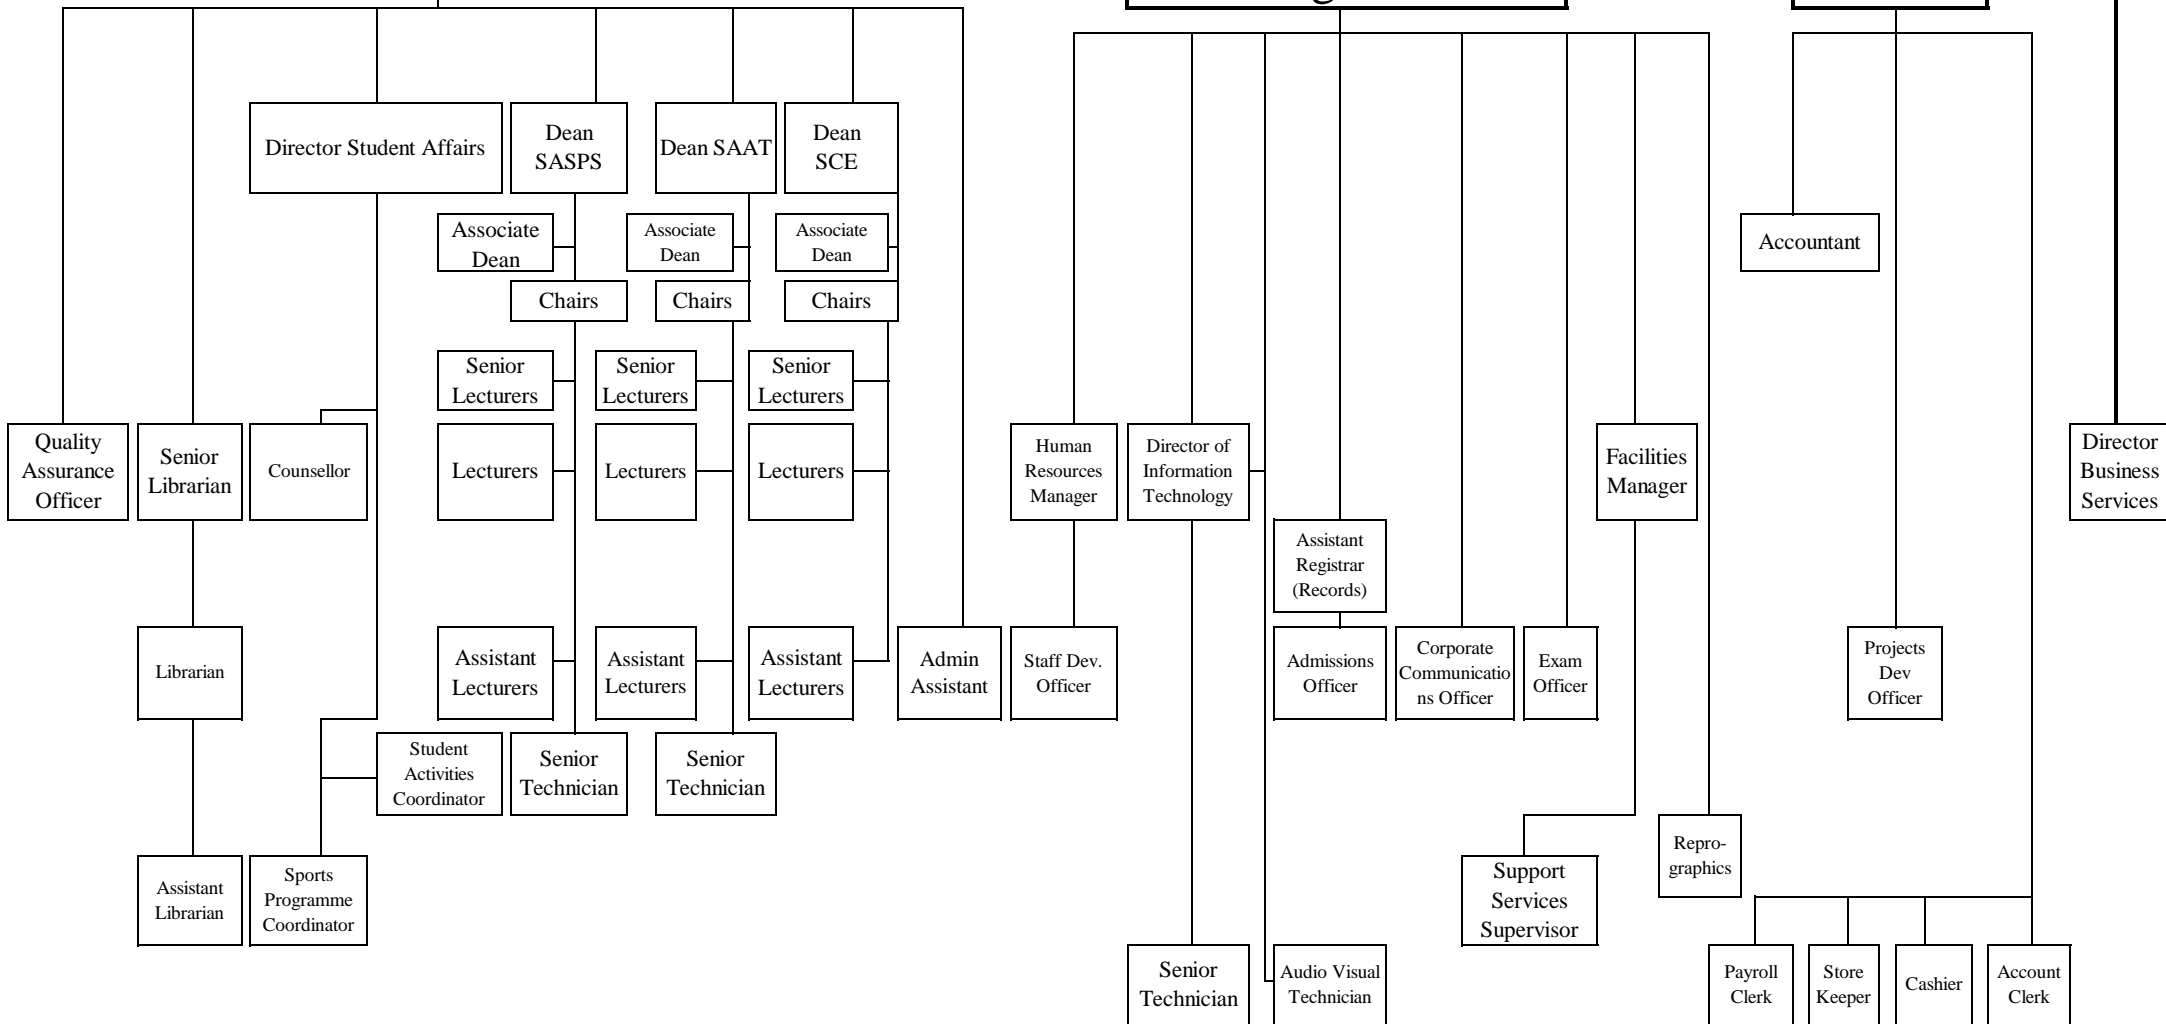 Director Student Affairs
Dean
SASPS
Dean SAAT
Dean
SCE
Associate
Dean
Associate
Dean
Associate
Dean
Accountant
Chairs
Chairs
Chairs
Senior
Lecturers
Senior
Lecturers
Senior
Lecturers
Quality
Assurance
Officer
Senior
Librarian
Counsellor
Lecturers
Lecturers
Lecturers
Human
Resources
Manager
Director of
Information
Technology
Facilities
Manager
Director
Business
Services
Assistant
Registrar
(Records)
Librarian
Assistant
Lecturers
Assistant
Lecturers
Assistant
Lecturers
Admin
Assistant
Staff Dev.
Officer
Admissions
Officer
Corporate
Communicatio
ns Officer
Exam
Officer
Projects
Dev
Officer
Student
Activities
Coordinator
Senior
Technician
Senior
Technician
Repro-
graphics
Assistant
Librarian
Sports
Programme
Coordinator
Support
Services
Supervisor
Senior
Technician
Audio Visual
Technician
Payroll
Clerk
Store
Keeper
Cashier
Account
Clerk